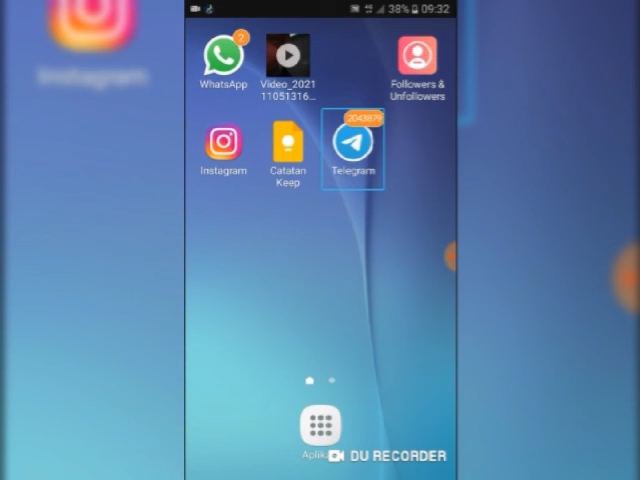 38% 09:32
2
WhatsApp
Video_2021
11051316...
Followers &
Unfollowers
2043879
Instagram
Instagram
Catatan
Keep
Telegram
DU RECORDER